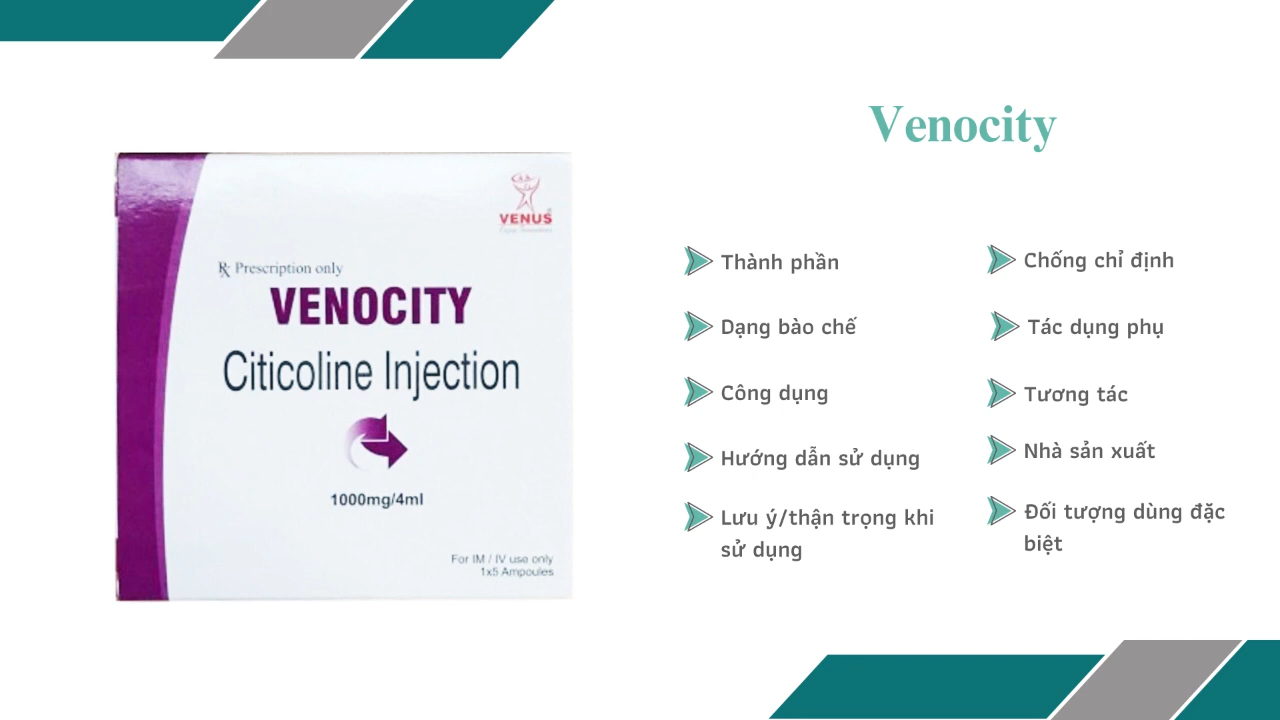 Venocity
VENUS
℞ Prescription only
VENOCITY
Citicoline Injection
1000mg/4ml
For IM / IV use only
1x5 Ampoules
Thành phần
Dạng bào chế
Công dụng
Hướng dẫn sử dụng
Lưu ý/thận trọng khi
sử dụng
Chống chỉ định
Tác dụng phụ
Tương tác
Nhà sản xuất
Đối tượng dùng đặc
biệt